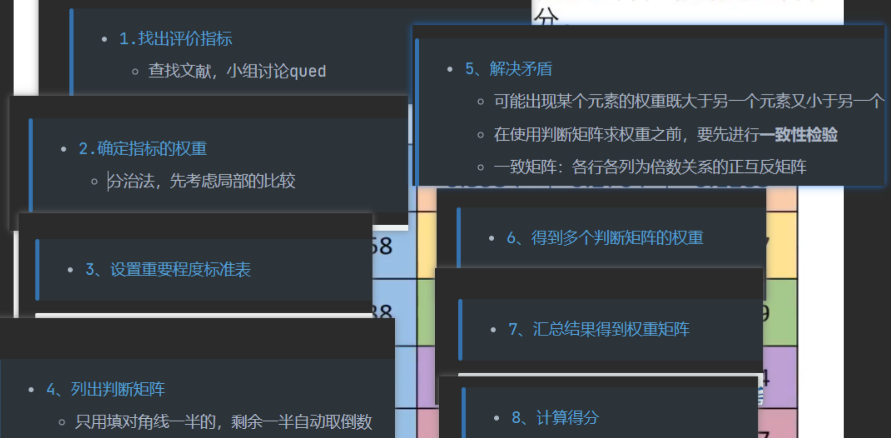 分，
1.找出评价指标
查找文献，小组讨论qued
2.确定指标的权重
分治法，先考虑局部的比较
3、设置重要程度标准表
4、列出判断矩阵
只用填对角线一半的，剩余一半自动取倒数
5、解决矛盾
可能出现某个元素的权重既大于另一个元素又小于另一个
在使用判断矩阵求权重之前，要先进行一致性检验
一致矩阵：各行各列为倍数关系的正互反矩阵
6、得到多个判断矩阵的权重
7、汇总结果得到权重矩阵
8、计算得分